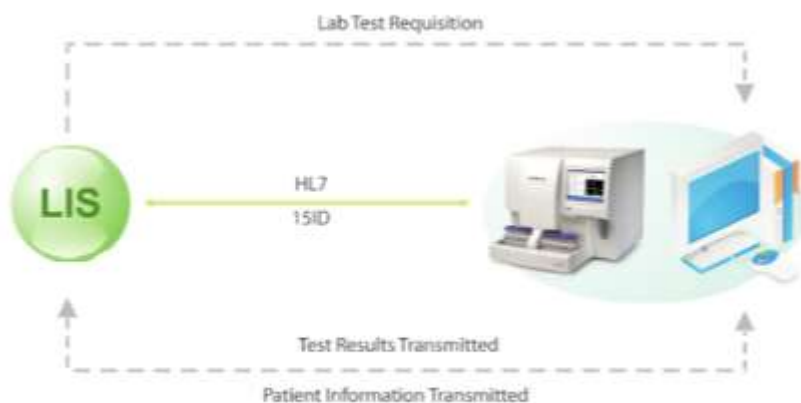 Lab Test Requisition
LIS
HL7
15ID
Test Results Transmitted
Patient Information Transmitted